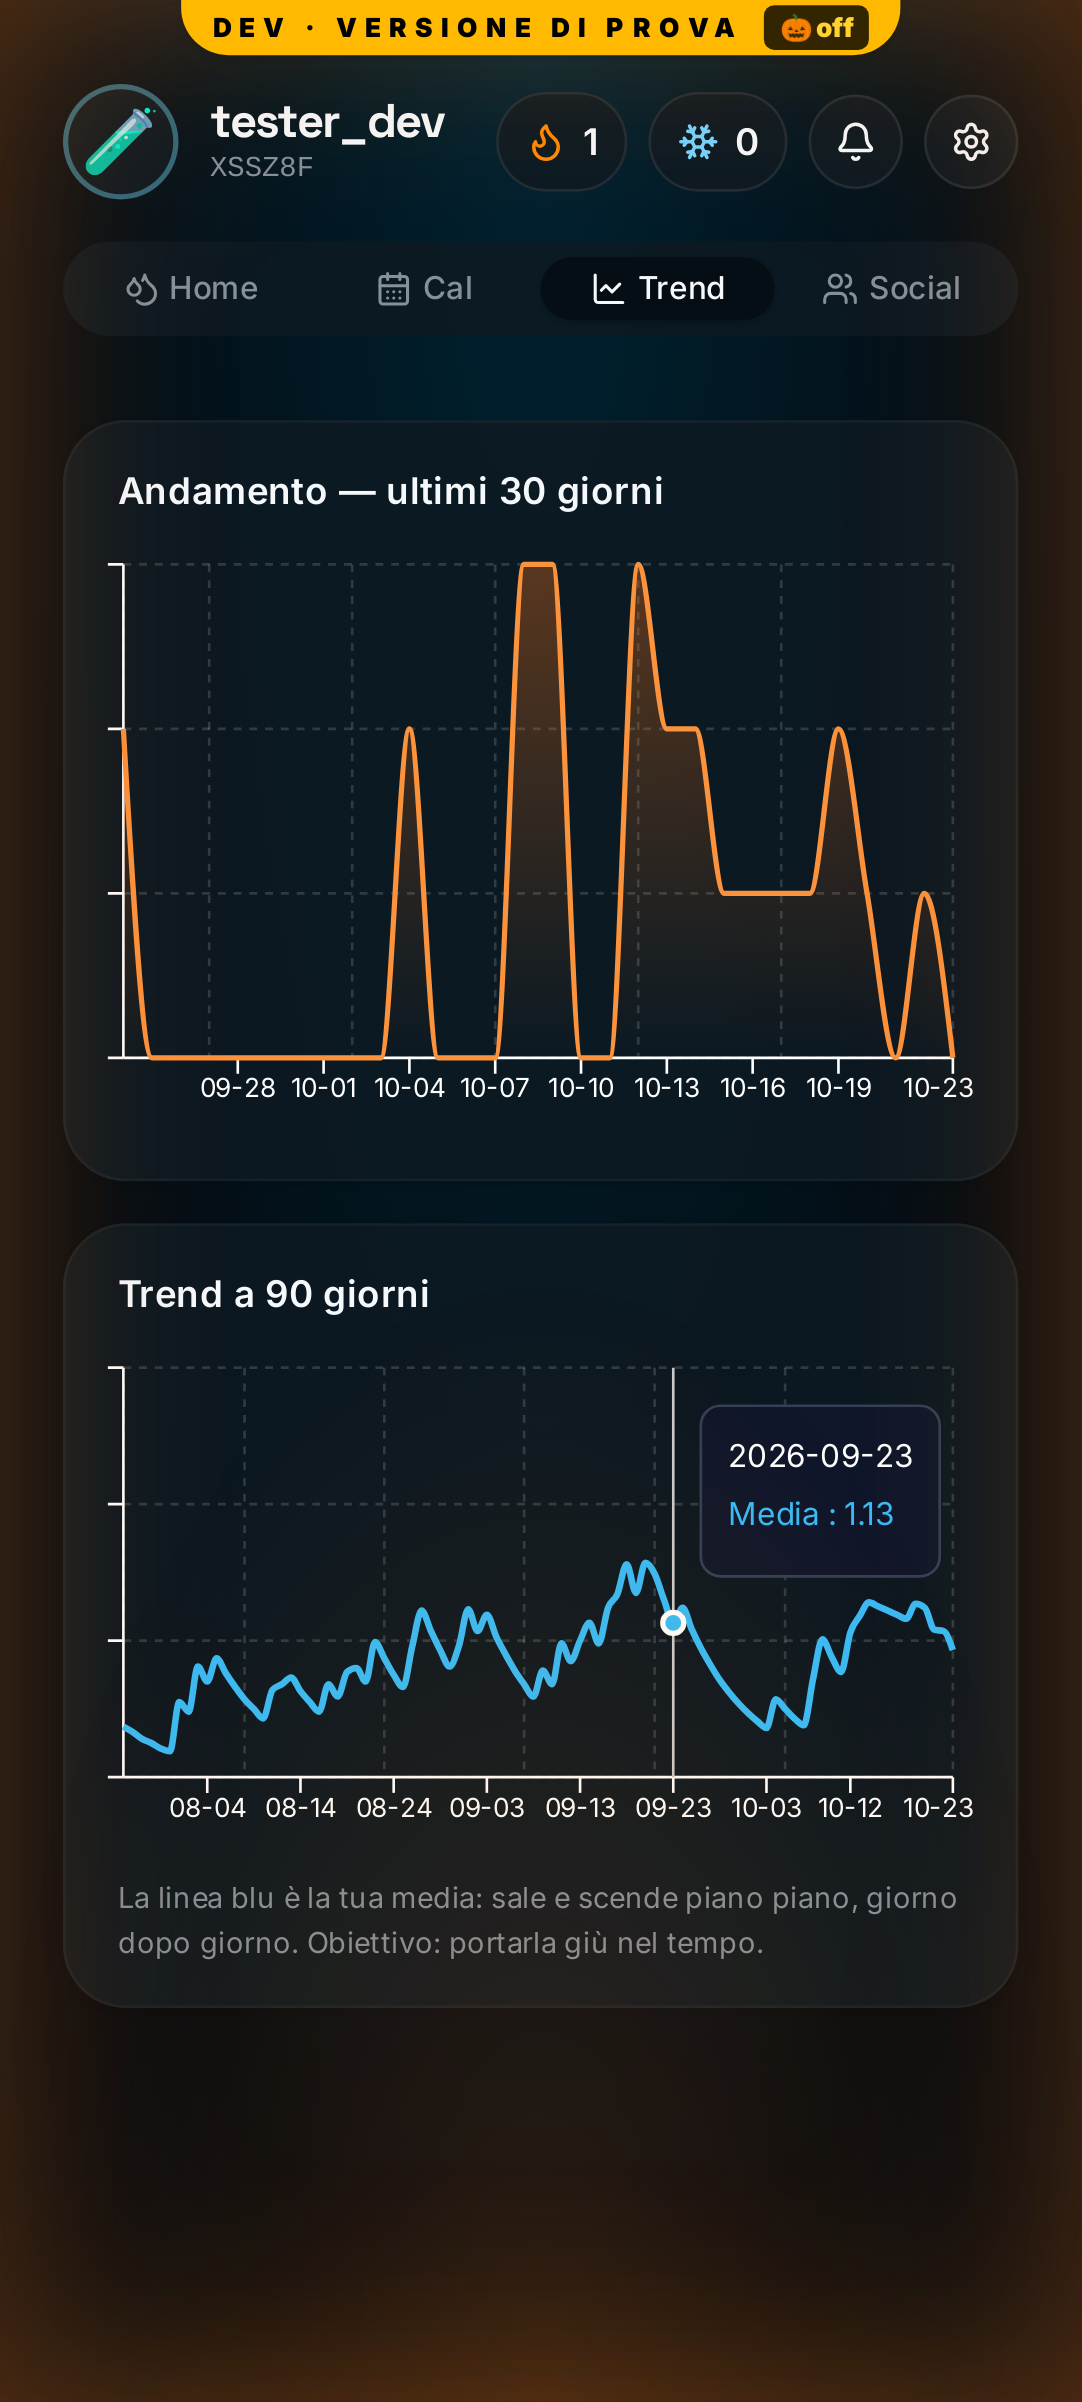 DEV · VERSIONE DI PROVA 🎃 off
tester_dev
XSSZ8F
1
0
Home
Cal
Trend
Social
Andamento — ultimi 30 giorni
09-28 10-01 10-04 10-07 10-10 10-13 10-16 10-19 10-23
Trend a 90 giorni
2026-09-23
Media : 1.13
08-04 08-14 08-24 09-03 09-13 09-23 10-03 10-12 10-23
La linea blu è la tua media: sale e scende piano piano, giorno
dopo giorno. Obiettivo: portarla giù nel tempo.